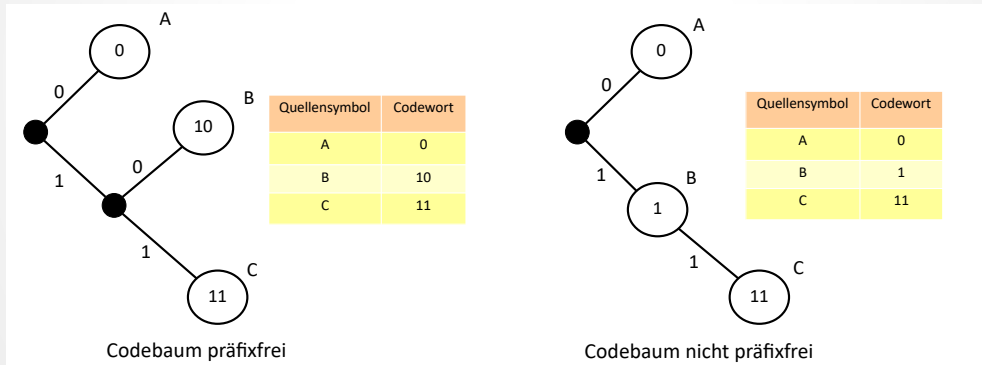 A
0
0
B
10
0
1
1
C
11
Quellensymbol Codewort
A 0
B 10
C 11
Codebaum präfixfrei
A
0
0
1
B
1
1
C
11
Quellensymbol Codewort
A 0
B 1
C 11
Codebaum nicht präfixfrei